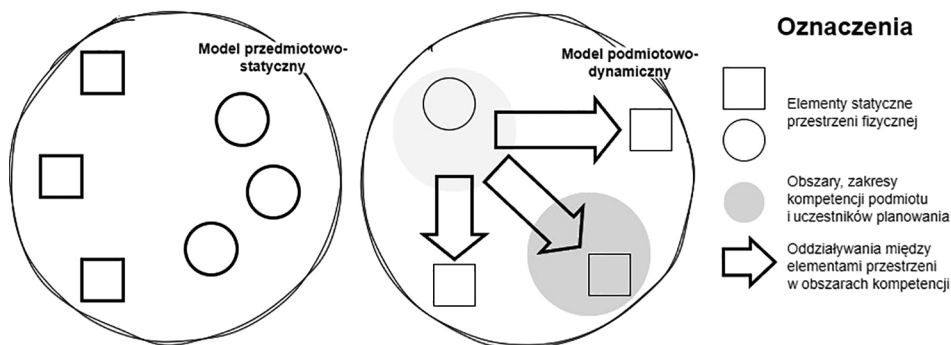 Model przedmiotowo-
statyczny
Model podmiotowo-
dynamiczny
Oznaczenia
Elementy statyczne
przestrzeni fizycznej
Obszary, zakresy
kompetencji podmiotu
i uczestników planowania
Oddziaływania między
elementami przestrzeni
w obszarach kompetencji